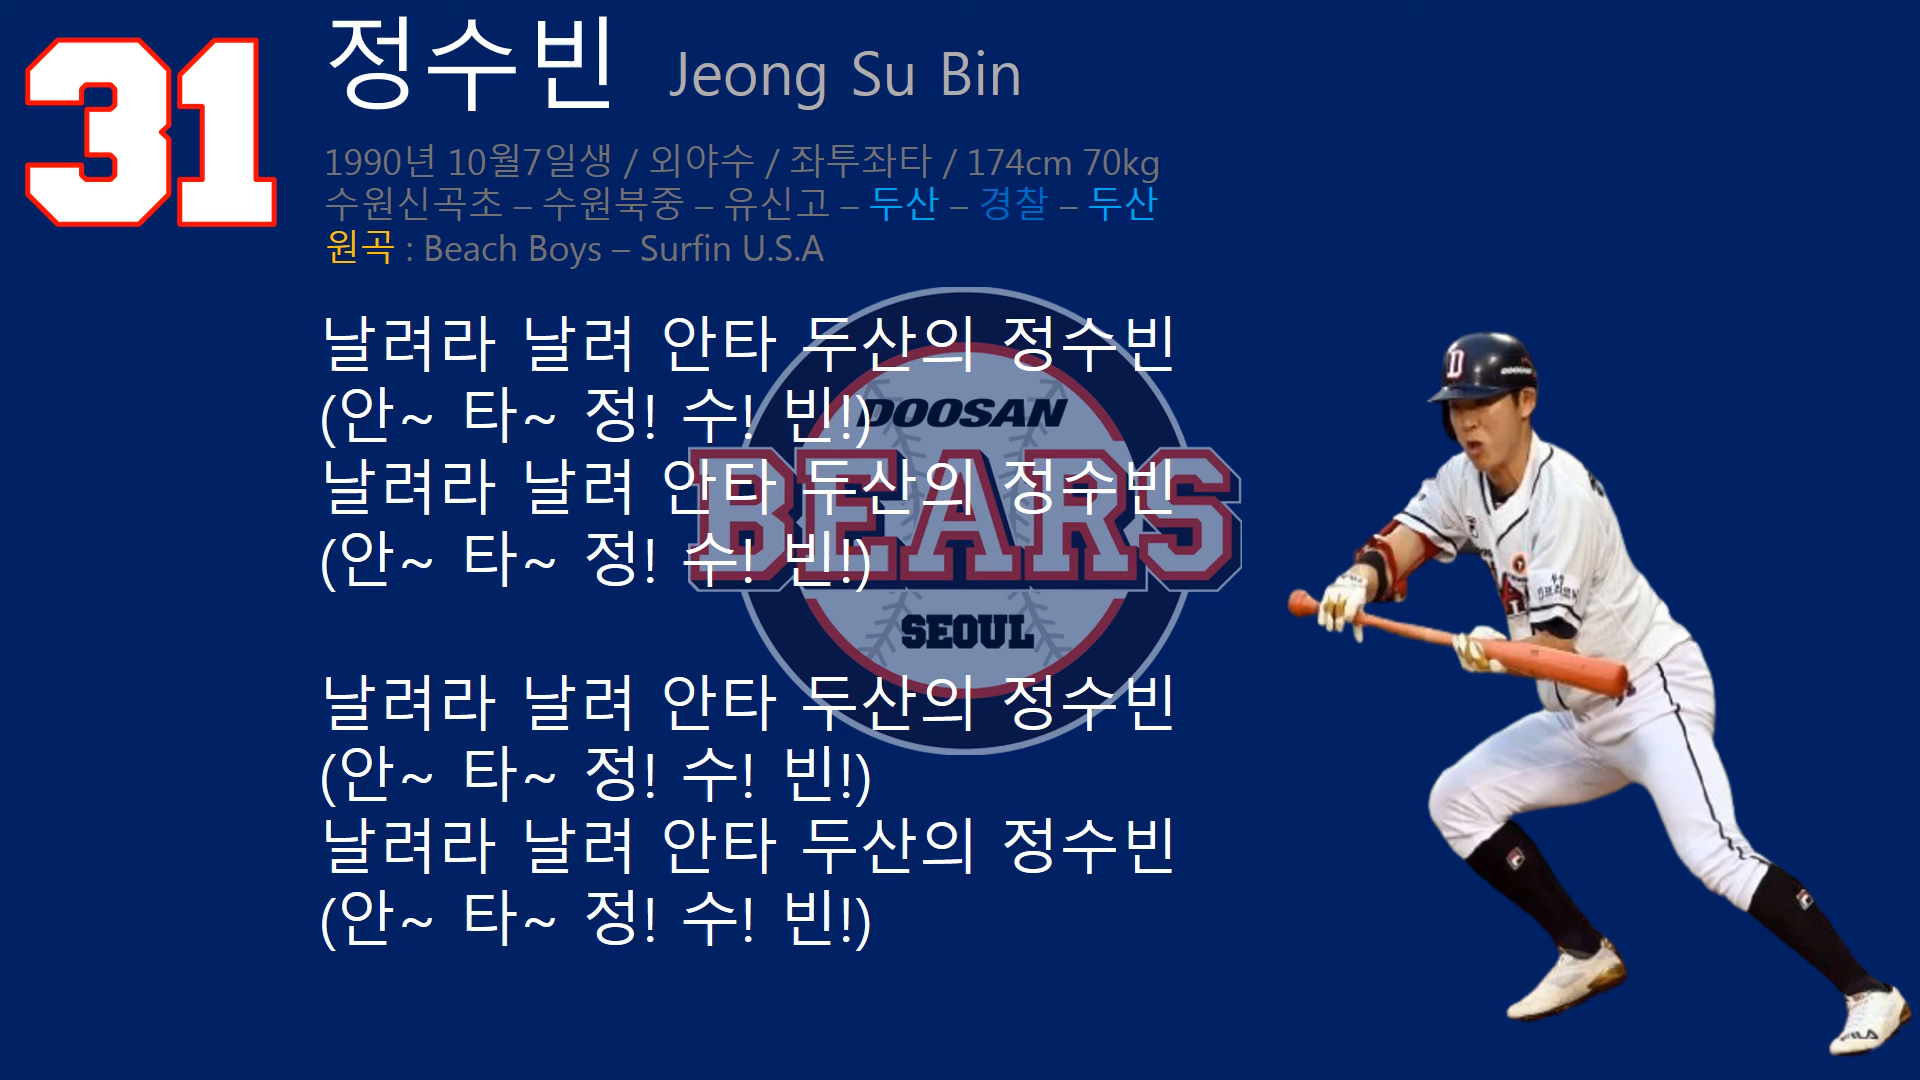 31
정수빈 Jeong Su Bin
1990년 10월7일생 / 외야수 / 좌투좌타 / 174cm 70kg
수원신곡초 – 수원북중 – 유신고 – 두산 – 경찰 – 두산
원곡 : Beach Boys – Surfin U.S.A
날려라 날려 안타 두산의 정수빈
(안~ 타~ 정! 수! 빈!)
날려라 날려 안타 두산의 정수빈
(안~ 타~ 정! 수! 빈!)
날려라 날려 안타 두산의 정수빈
(안~ 타~ 정! 수! 빈!)
날려라 날려 안타 두산의 정수빈
(안~ 타~ 정! 수! 빈!)
DOOSAN
BEARS
SEOUL
D
DOOSAN
FILA